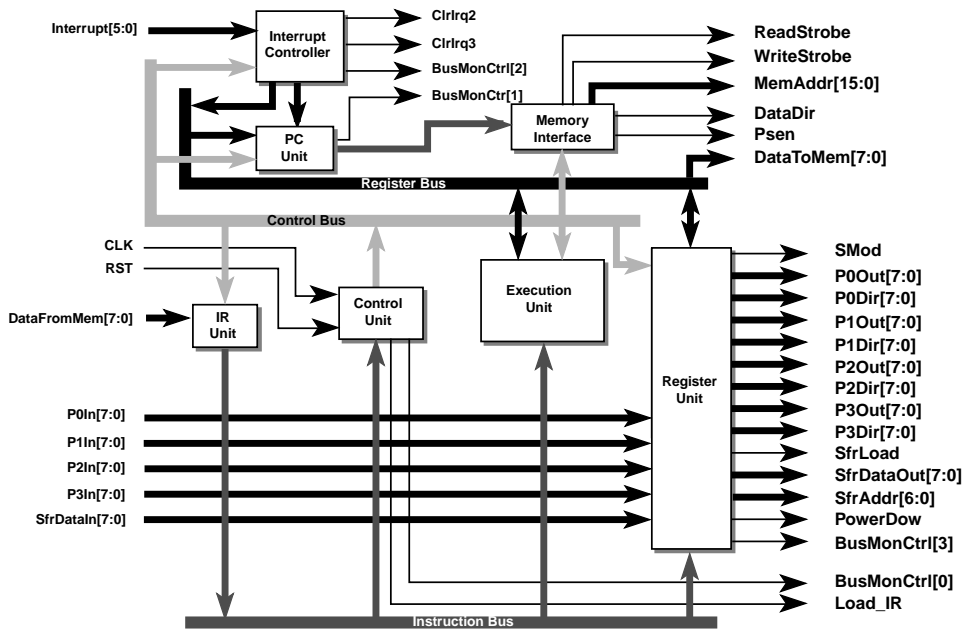 Interrupt[5:0]
Interrupt
Controller
ClrIrq2
ClrIrq3
BusMonCtrl[2]
BusMonCtr[1]
PC
Unit
Memory
Interface
ReadStrobe
WriteStrobe
MemAddr[15:0]
DataDir
Psen
DataToMem[7:0]
Register Bus
Control Bus
CLK
RST
DataFromMem[7:0]
IR
Unit
Control
Unit
Execution
Unit
Register
Unit
P0In[7:0]
P1In[7:0]
P2In[7:0]
P3In[7:0]
SfrDataIn[7:0]
SMod
P0Out[7:0]
P0Dir[7:0]
P1Out[7:0]
P1Dir[7:0]
P2Out[7:0]
P2Dir[7:0]
P3Out[7:0]
P3Dir[7:0]
SfrLoad
SfrDataOut[7:0]
SfrAddr[6:0]
PowerDow
BusMonCtrl[3]
BusMonCtrl[0]
Load_IR
Instruction Bus